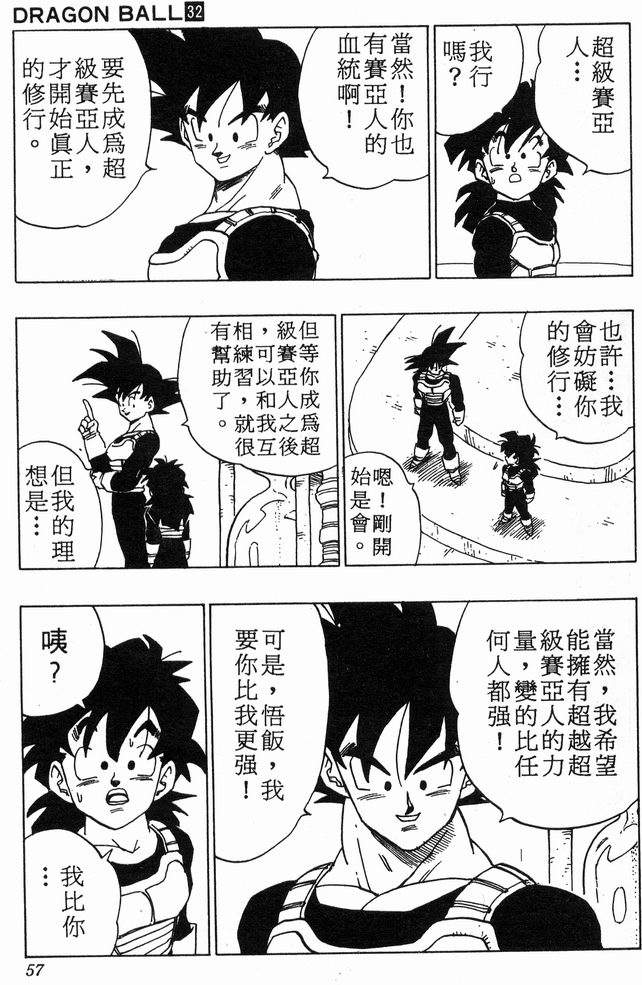 DRAGON BALL 32
超級賽亞
人…
我行
嗎？
當然！你也
有賽亞人的
血統啊！
要先成爲超
級賽亞人，
才開始眞正
的修行。
也許…我
會妨礙你
的修行…
嗯！剛開
始是會。
但等你成爲超
級賽亞人之後
，可以和我互
相練習，就很
有幫助了。
但我的理
想是…
當然，我希望
能擁有超越超
級賽亞人的力
量，變的比任
何人都强！
可是，悟飯，我
要你比我更强！
咦？
我比你
…
57